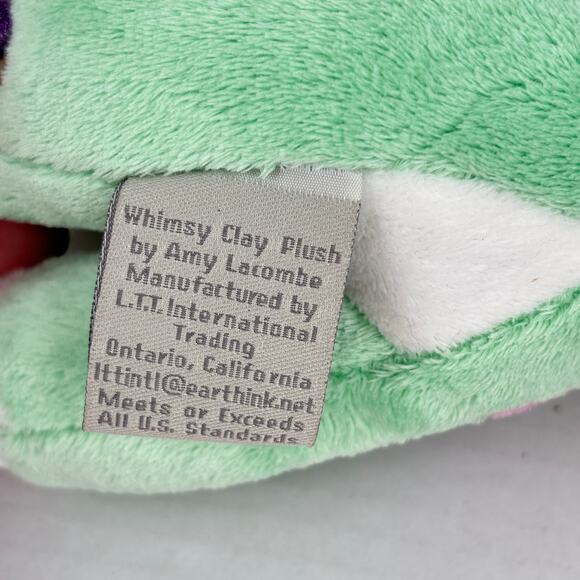 Whimsy Clay Plush
by Amy Lacombe
Manufactured by
L.T.T. International
Trading
Ontario, California
lttintl@earthink.net
Meets or Exceeds
All U.S. Standards